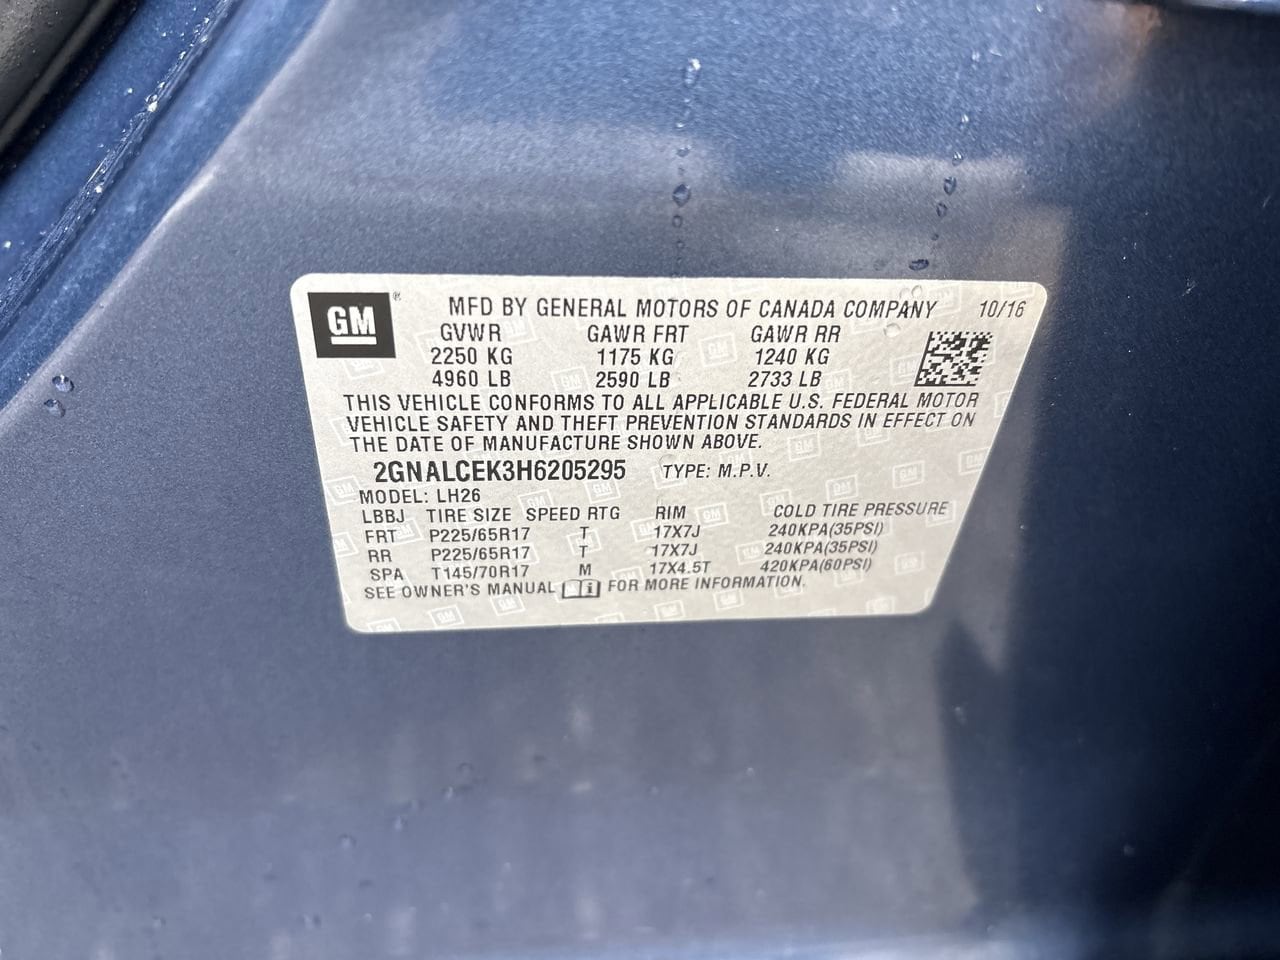 GM ®
MFD BY GENERAL MOTORS OF CANADA COMPANY 10/16
GVWR GAWR FRT GAWR RR
2250 KG 1175 KG 1240 KG
4960 LB 2590 LB 2733 LB
THIS VEHICLE CONFORMS TO ALL APPLICABLE U.S. FEDERAL MOTOR
VEHICLE SAFETY AND THEFT PREVENTION STANDARDS IN EFFECT ON
THE DATE OF MANUFACTURE SHOWN ABOVE.
2GNALCEK3H6205295 TYPE: M.P.V.
MODEL: LH26
LBBJ TIRE SIZE SPEED RTG RIM COLD TIRE PRESSURE
FRT P225/65R17 T 17X7J 240KPA(35PSI)
RR P225/65R17 T 17X7J 240KPA(35PSI)
SPA T145/70R17 M 17X4.5T 420KPA(60PSI)
SEE OWNER'S MANUAL i FOR MORE INFORMATION.